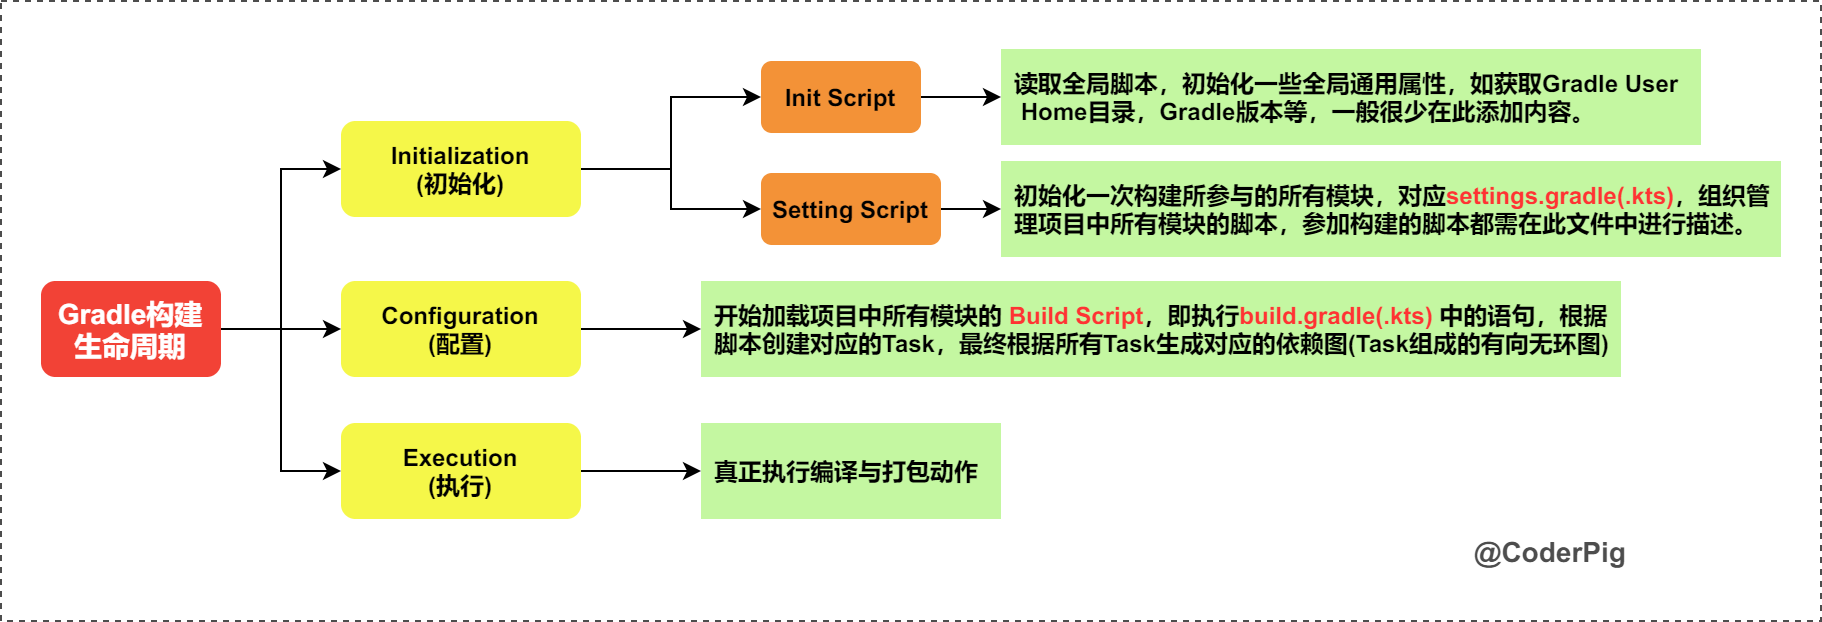 Gradle构建
生命周期
Initialization
(初始化)
Init Script
读取全局脚本，初始化一些全局通用属性，如获取Gradle User
Home目录，Gradle版本等，一般很少在此添加内容。
Setting Script
初始化一次构建所参与的所有模块，对应settings.gradle(.kts)，组织管
理项目中所有模块的脚本，参加构建的脚本都需在此文件中进行描述。
Configuration
(配置)
开始加载项目中所有模块的 Build Script，即执行build.gradle(.kts) 中的语句，根据
脚本创建对应的Task，最终根据所有Task生成对应的依赖图(Task组成的有向无环图)
Execution
(执行)
真正执行编译与打包动作
@CoderPig